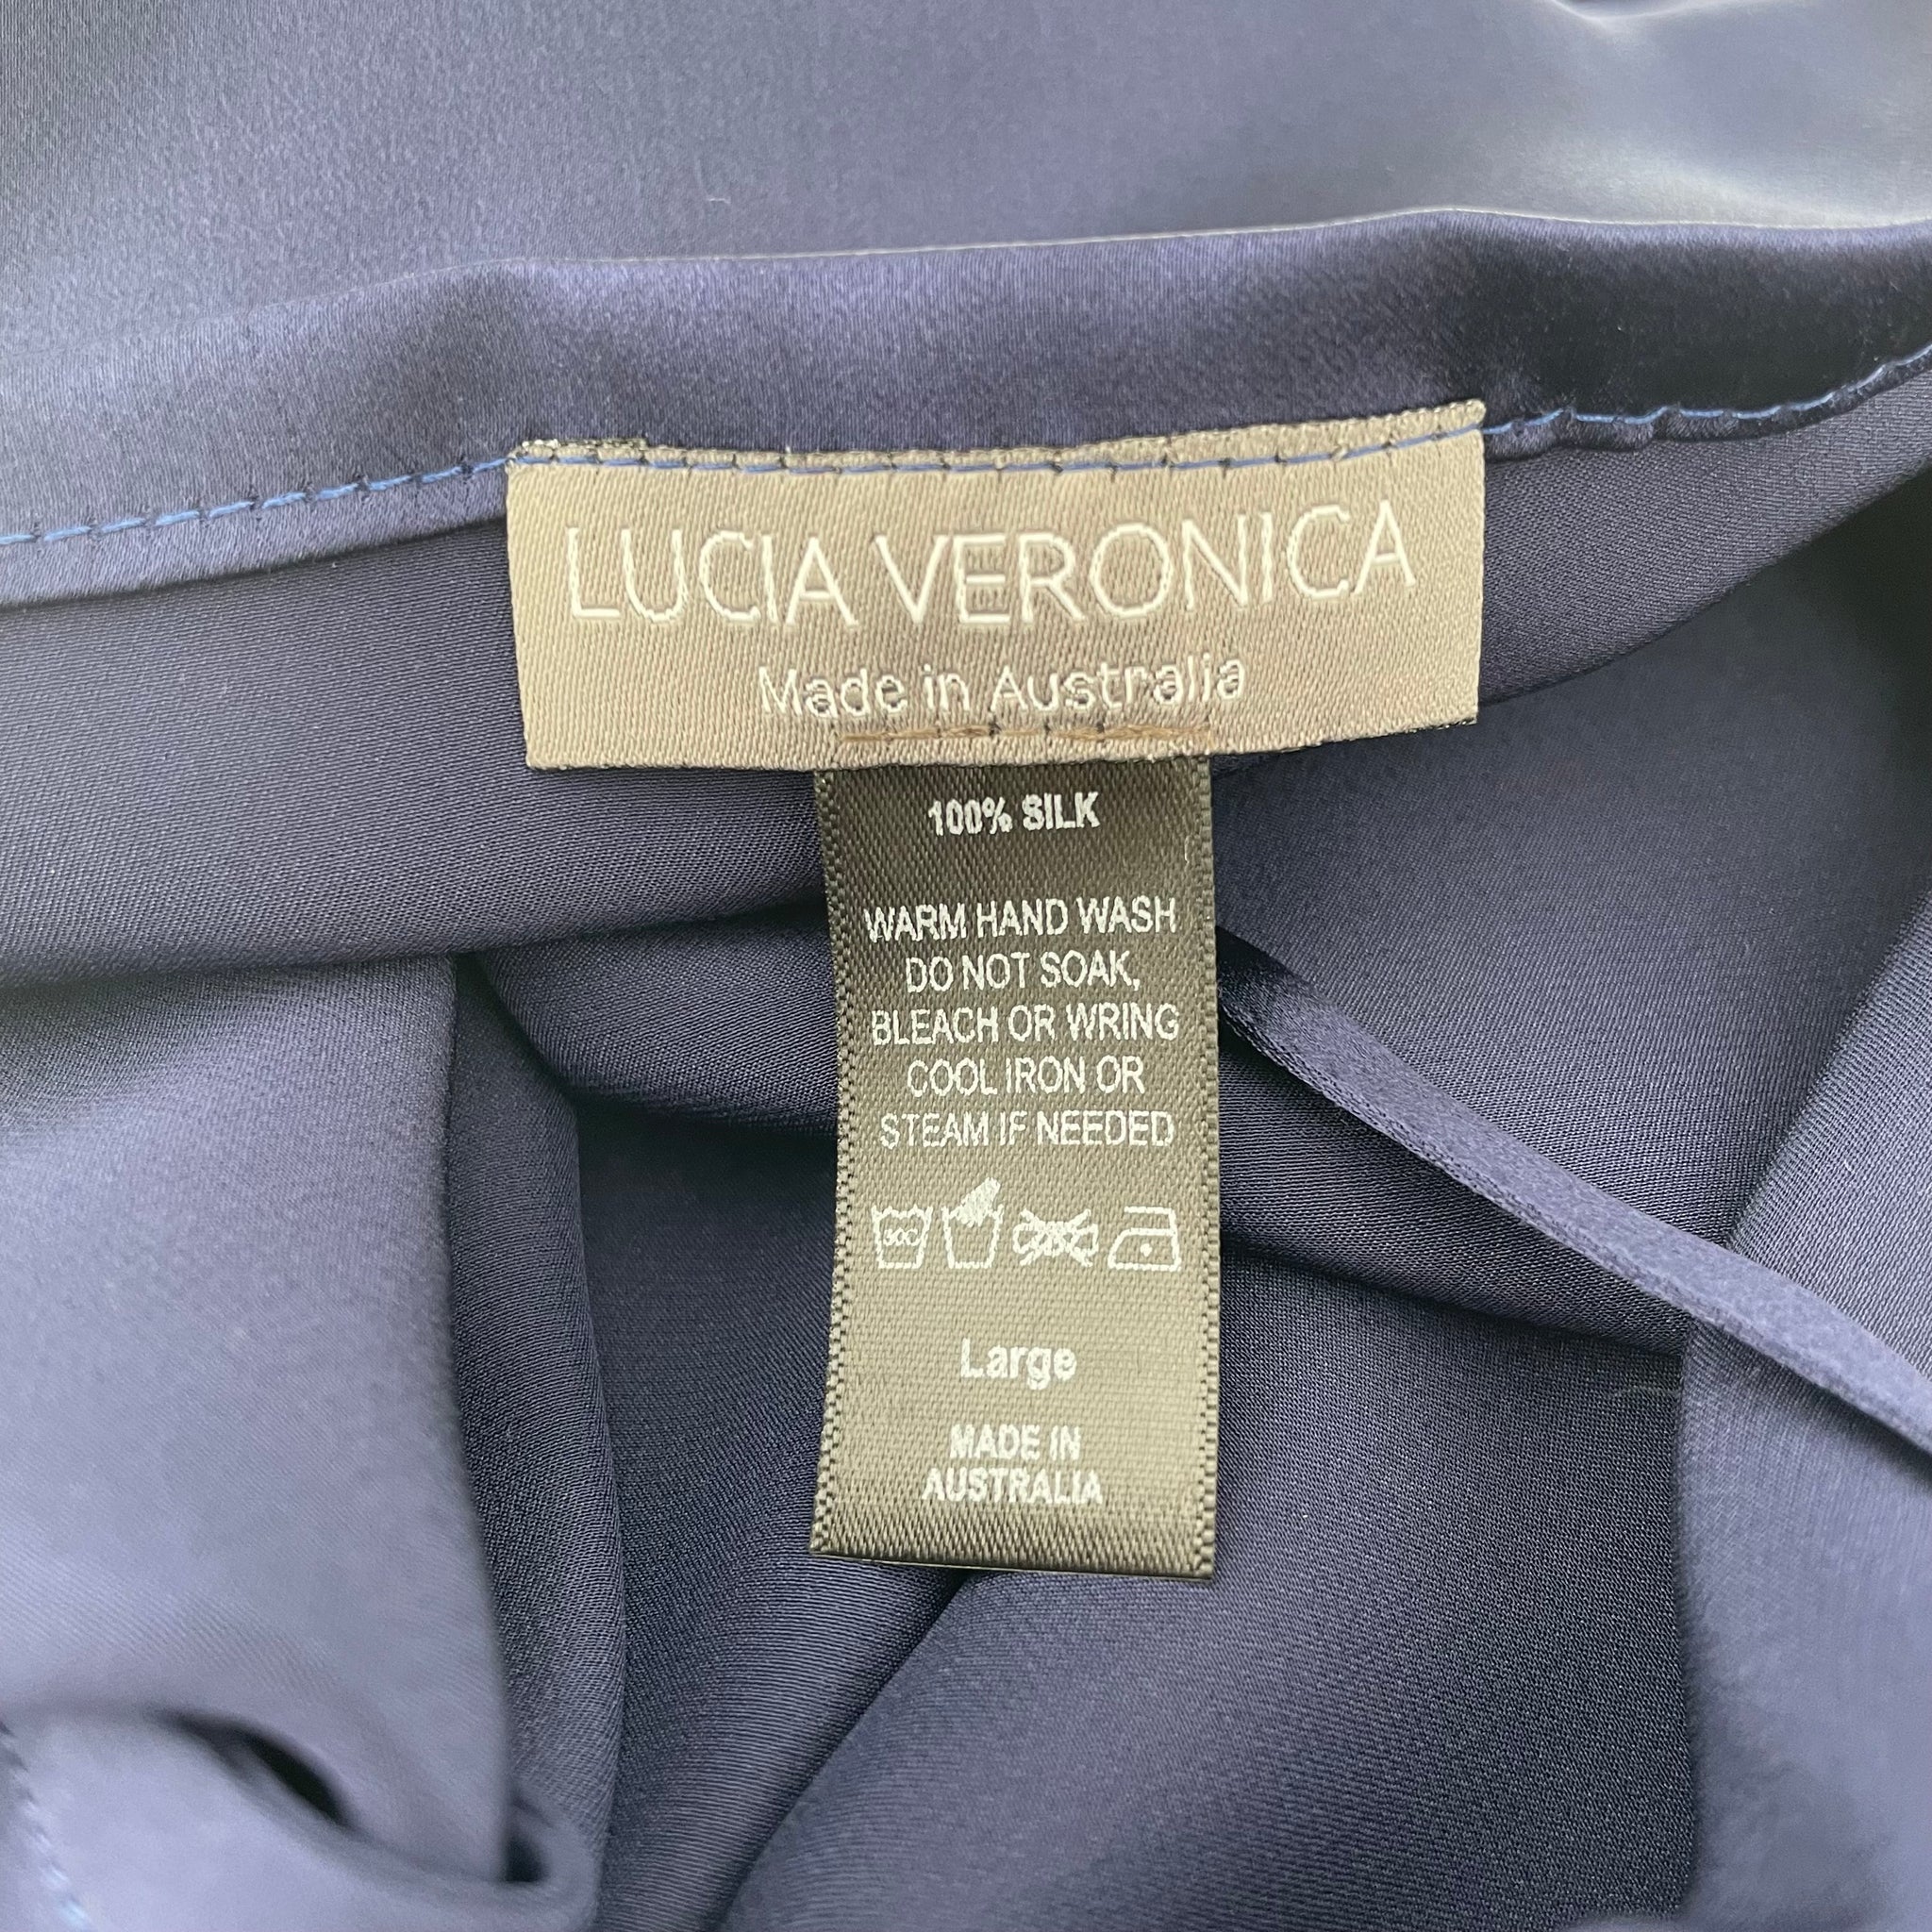 LUCIA VERONICA
Made in Australia
100% SILK
WARM HAND WASH
DO NOT SOAK,
BLEACH OR WRING
COOL IRON OR
STEAM IF NEEDED
30C
Large
MADE IN
AUSTRALIA